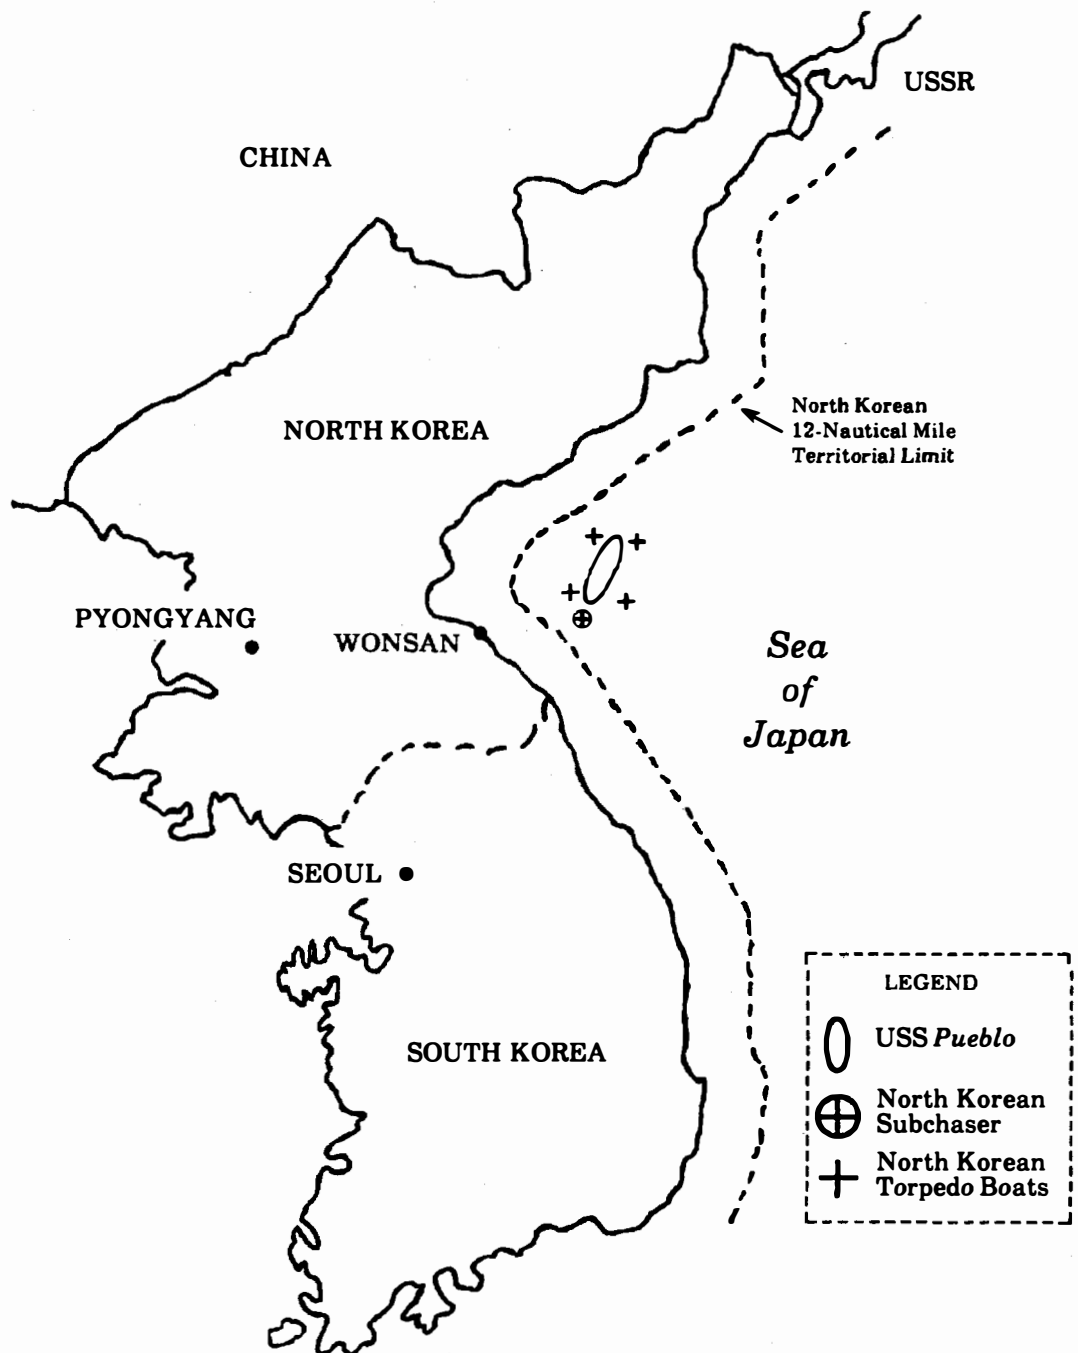 USSR
CHINA
North Korean
12-Nautical Mile
Territorial Limit
NORTH KOREA
PYONGYANG
WONSAN
Sea
of
Japan
SEOUL
LEGEND
USS Pueblo
SOUTH KOREA
North Korean
Subchaser
North Korean
Torpedo Boats